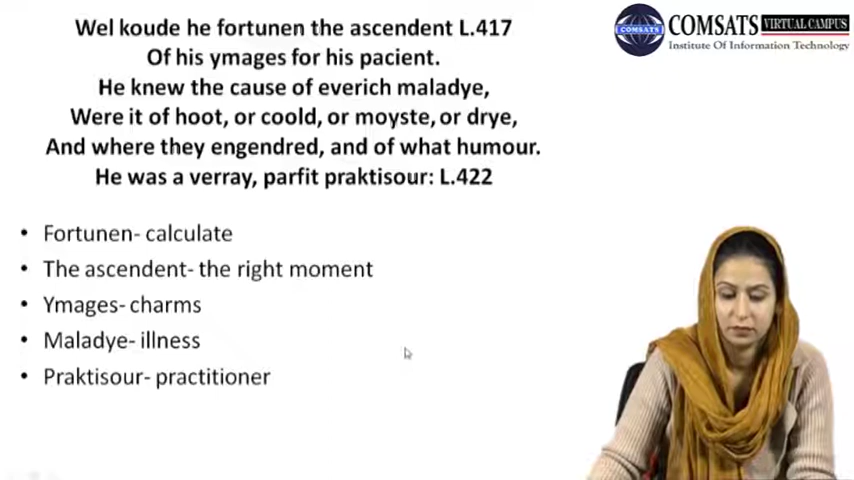 Wel koude he fortunen the ascendent L.417
Of his ymages for his pacient.
He knew the cause of everich maladye,
Were it of hoot, or coold, or moyste, or drye,
And where they engendred, and of what humour.
He was a verray, parfit praktisour: L.422
• Fortunen- calculate
• The ascendent- the right moment
• Ymages- charms
• Maladye- illness
• Praktisour- practitioner
COMSATS
COMSATS VIRTUAL CAMPUS
Institute Of Information Technology